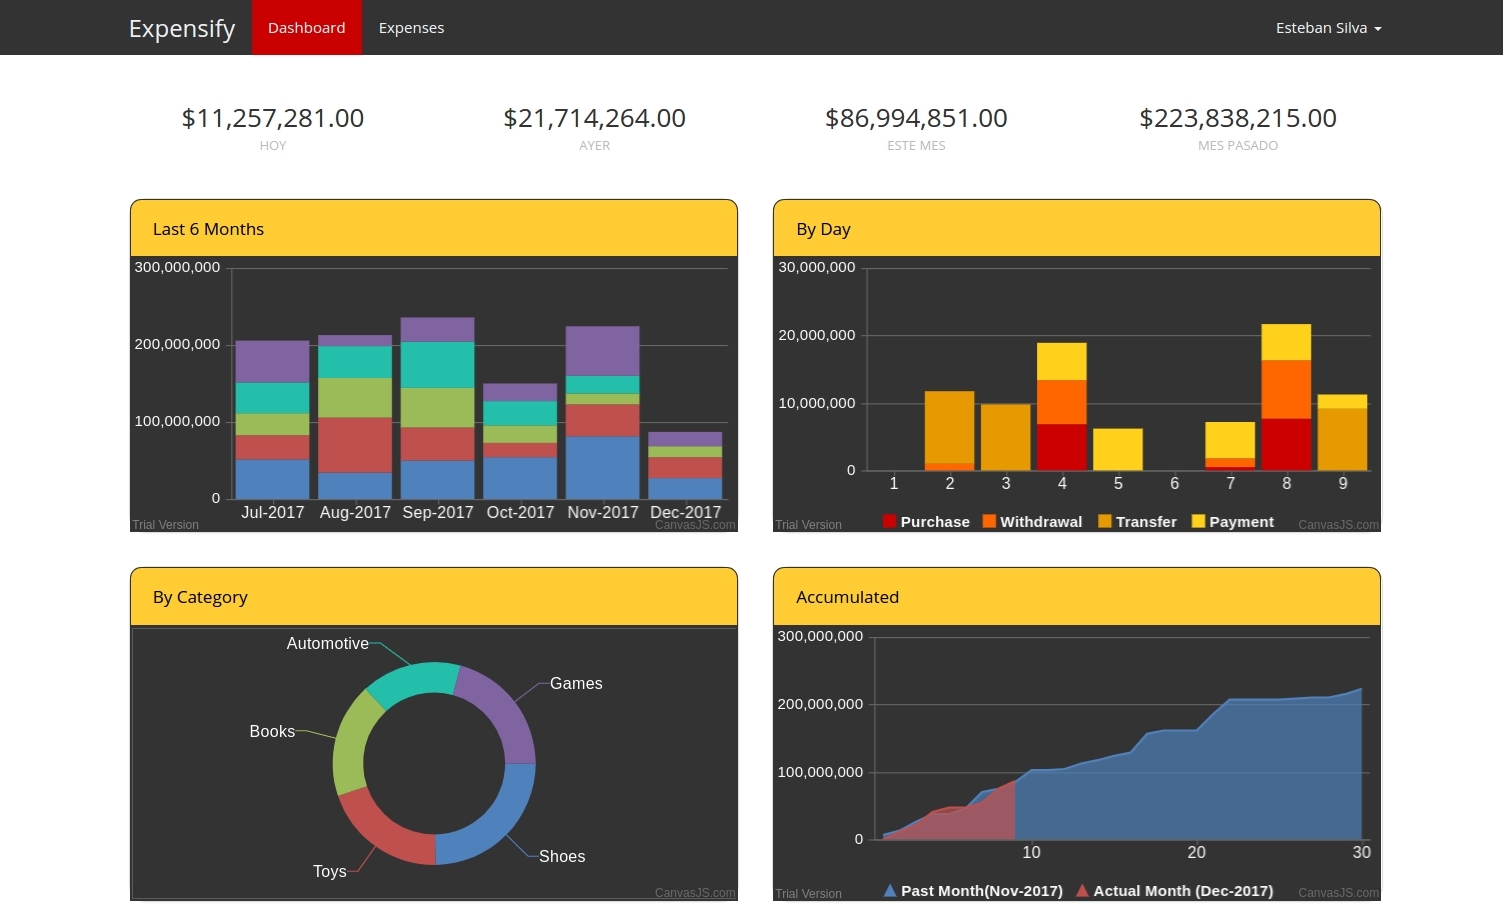 Expensify Dashboard Expenses Esteban Silva
$11,257,281.00 $21,714,264.00 $86,994,851.00 $223,838,215.00
HOY AYER ESTE MES MES PASADO
Last 6 Months
300,000,000
200,000,000
100,000,000
0
Jul-2017 Aug-2017 Sep-2017 Oct-2017 Nov-2017 Dec-2017
Trial Version CanvasJS.com
By Day
30,000,000
20,000,000
10,000,000
0
1 2 3 4 5 6 7 8 9
Purchase Withdrawal Transfer Payment
Trial Version CanvasJS.com
By Category
Automotive
Games
Books
Shoes
Toys
CanvasJS.com
Accumulated
300,000,000
200,000,000
100,000,000
0
10 20 30
Past Month(Nov-2017) Actual Month (Dec-2017)
Trial Version CanvasJS.com